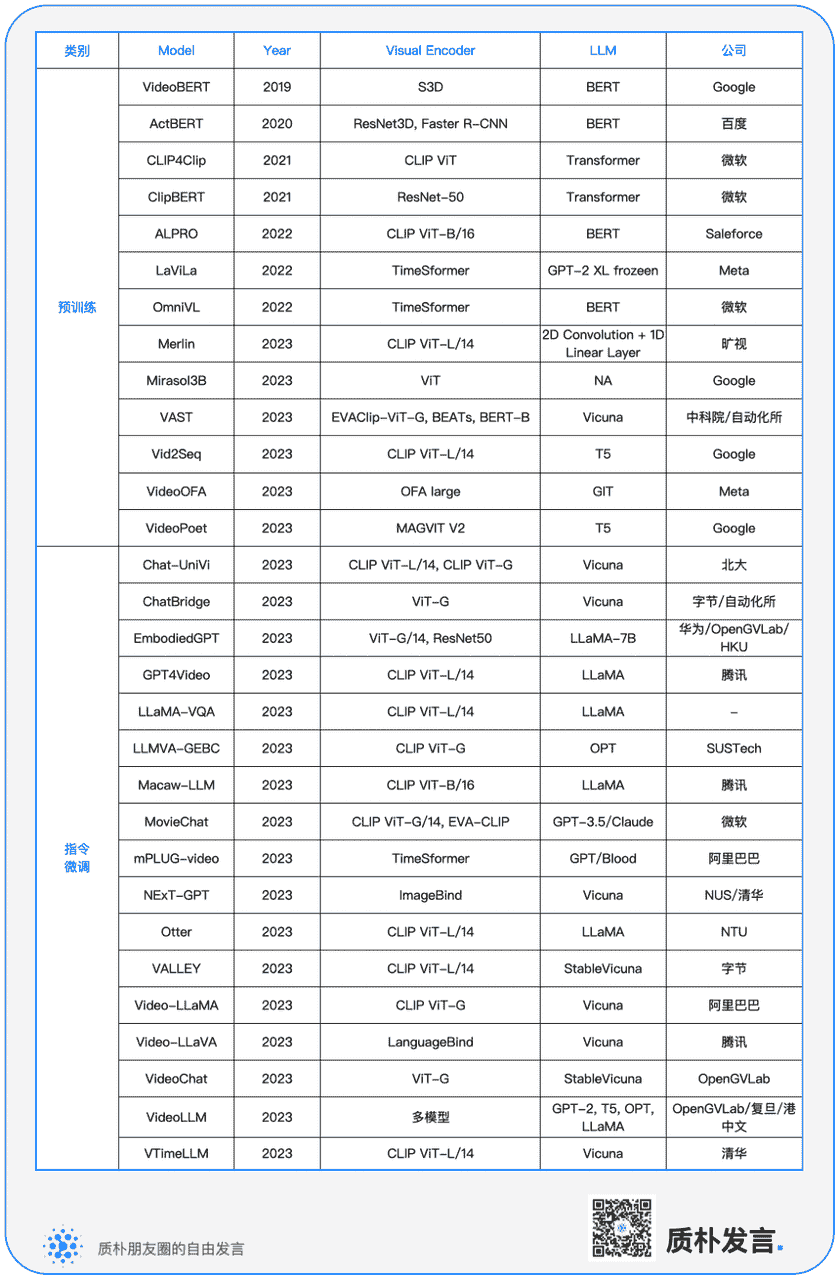 类别 Model Year Visual Encoder LLM 公司
VideoBERT 2019 S3D BERT Google
ActBERT 2020 ResNet3D, Faster R-CNN BERT 百度
CLIP4Clip 2021 CLIP ViT Transformer 微软
ClipBERT 2021 ResNet-50 Transformer 微软
ALPRO 2022 CLIP ViT-B/16 BERT Saleforce
LaViLa 2022 TimeSformer GPT-2 XL frozeen Meta
预训练 OmniVL 2022 TimeSformer BERT 微软
Merlin 2023 CLIP ViT-L/14 2D Convolution + 1D
Linear Layer 旷视
Mirasol3B 2023 ViT NA Google
VAST 2023 EVAClip-ViT-G, BEATs, BERT-B Vicuna 中科院/自动化所
Vid2Seq 2023 CLIP ViT-L/14 T5 Google
VideoOFA 2023 OFA large GIT Meta
VideoPoet 2023 MAGVIT V2 T5 Google
Chat-UniVi 2023 CLIP ViT-L/14, CLIP ViT-G Vicuna 北大
ChatBridge 2023 ViT-G Vicuna 字节/自动化所
EmbodiedGPT 2023 ViT-G/14, ResNet50 LLaMA-7B 华为/OpenGVLab/
HKU
GPT4Video 2023 CLIP ViT-L/14 LLaMA 腾讯
LLaMA-VQA 2023 CLIP ViT-L/14 LLaMA –
LLMVA-GEBC 2023 CLIP ViT-G OPT SUSTech
Macaw-LLM 2023 CLIP VIT-B/16 LLaMA 腾讯
MovieChat 2023 CLIP ViT-G/14, EVA-CLIP GPT-3.5/Claude 微软
指令
微调
mPLUG-video 2023 TimeSformer GPT/Blood 阿里巴巴
NExT-GPT 2023 ImageBind Vicuna NUS/清华
Otter 2023 CLIP ViT-L/14 LLaMA NTU
VALLEY 2023 CLIP ViT-L/14 StableVicuna 字节
Video-LLaMA 2023 CLIP ViT-G Vicuna 阿里巴巴
Video-LLaVA 2023 LanguageBind Vicuna 腾讯
VideoChat 2023 ViT-G StableVicuna OpenGVLab
VideoLLM 2023 多模型 GPT-2, T5, OPT,
LLaMA OpenGVLab/复旦/港
中文
VTimeLLM 2023 CLIP ViT-L/14 Vicuna 清华
质朴朋友圈的自由发言
质朴发言.